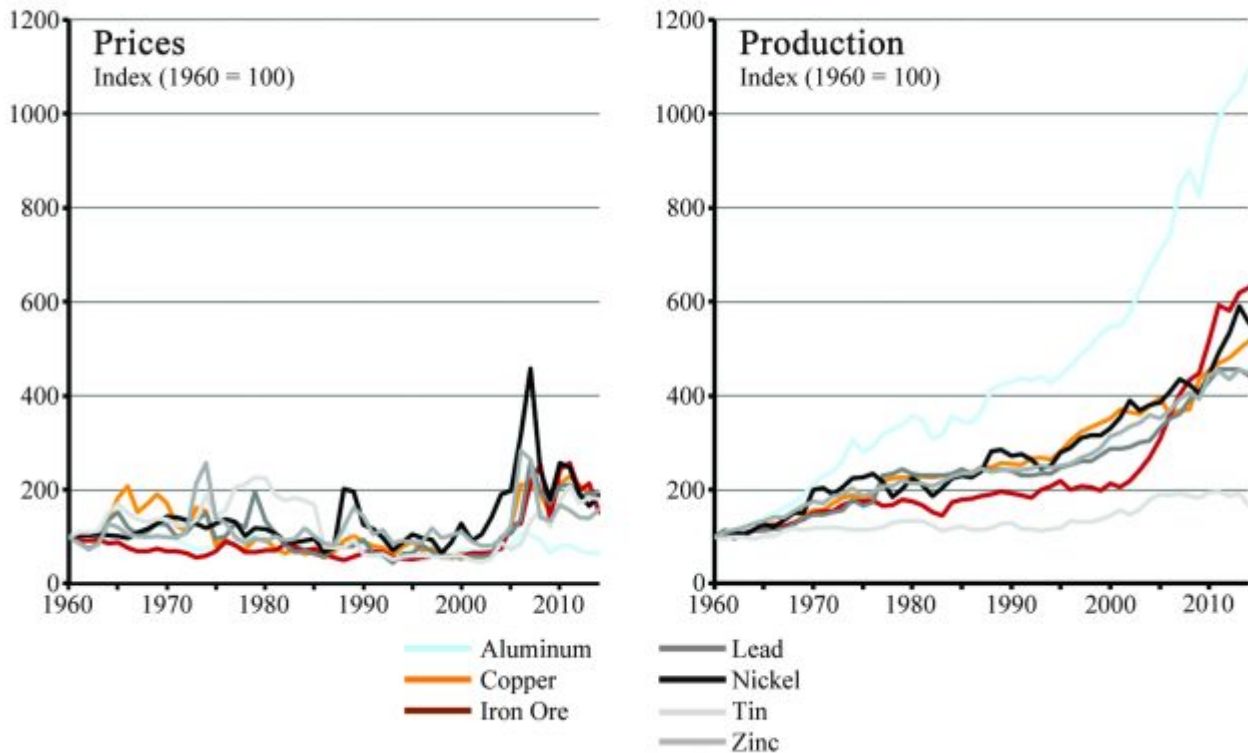 Prices
Index (1960 = 100)
1200
1000
800
600
400
200
0
1960 1970 1980 1990 2000 2010
Production
Index (1960 = 100)
1200
1000
800
600
400
200
0
1960 1970 1980 1990 2000 2010
Aluminum
Copper
Iron Ore
Lead
Nickel
Tin
Zinc